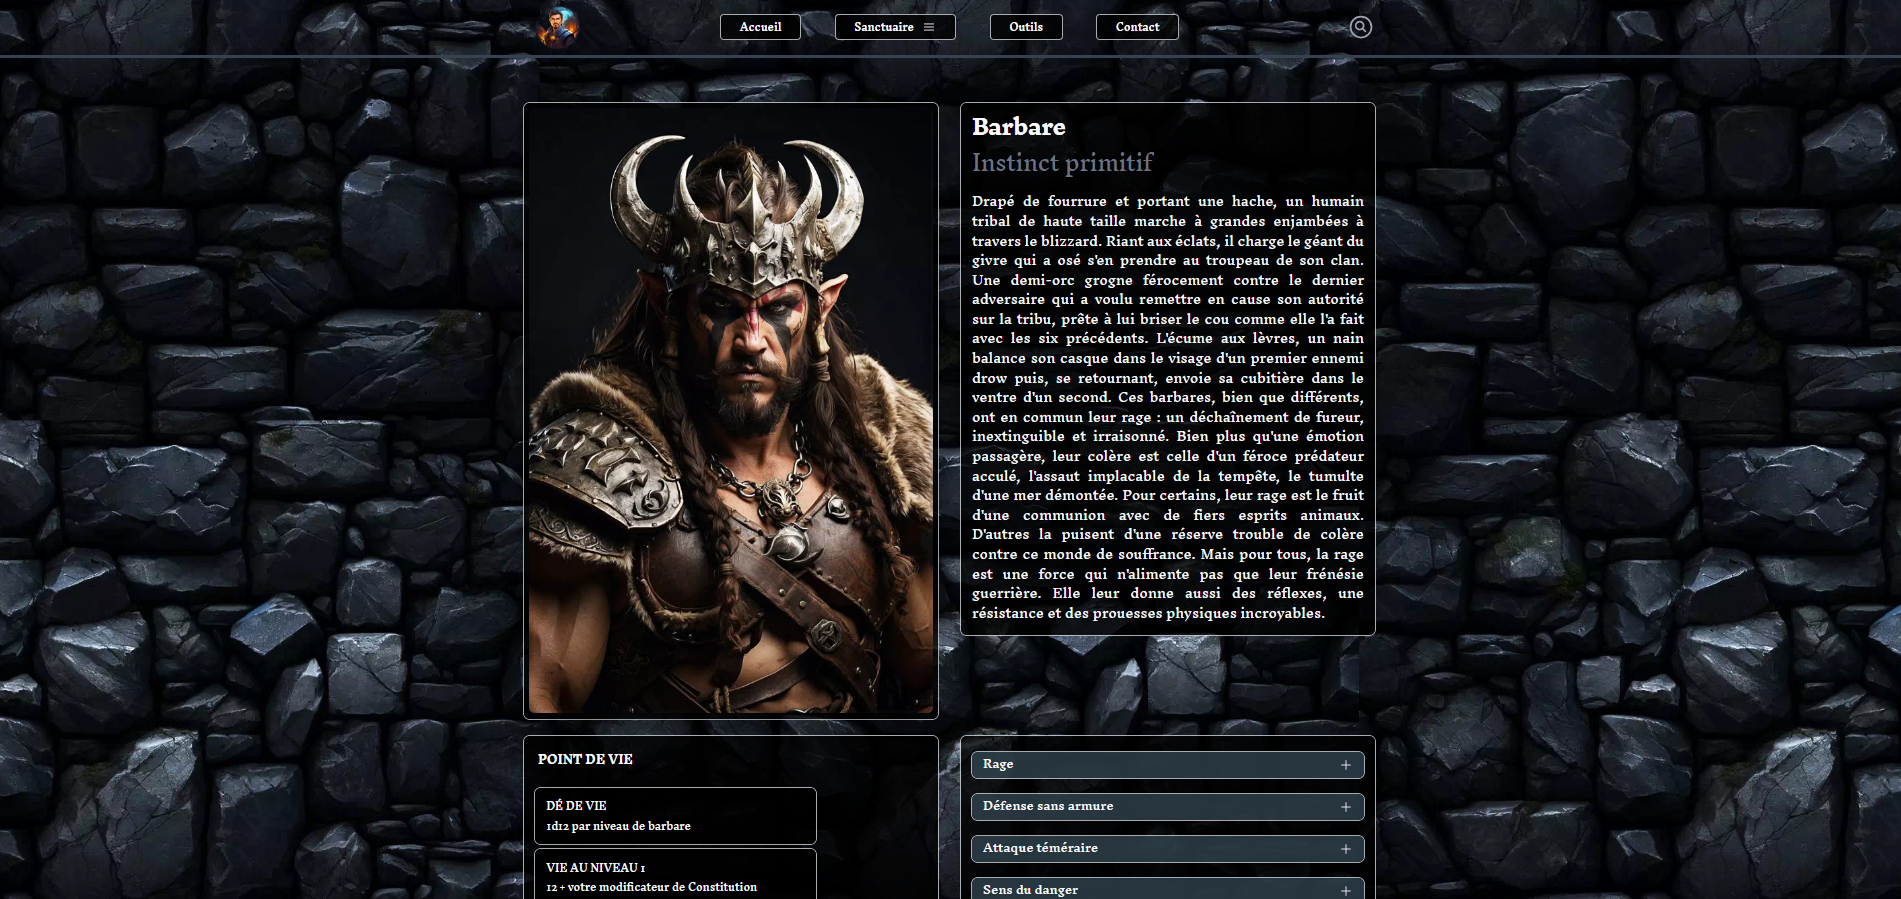 Accueil
Sanctuaire
Outils
Contact
Barbare
Instinct primitif
Drapé de fourrure et portant une hache, un humain
tribal de haute taille marche à grandes enjambées à
travers le blizzard. Riant aux éclats, il charge le géant du
givre qui a osé s'en prendre au troupeau de son clan.
Une demi-orc grogne férocement contre le dernier
adversaire qui a voulu remettre en cause son autorité
sur la tribu, prête à lui briser le cou comme elle l'a fait
avec les six précédents. L'écume aux lèvres, un nain
balance son casque dans le visage d'un premier ennemi
drow puis, se retournant, envoie sa cubitière dans le
ventre d'un second. Ces barbares, bien que différents,
ont en commun leur rage : un déchaînement de fureur,
inextinguible et irraisonné. Bien plus qu'une émotion
passagère, leur colère est celle d'un féroce prédateur
acculé, l'assaut implacable de la tempête, le tumulte
d'une mer démontée. Pour certains, leur rage est le fruit
d'une communion avec de fiers esprits animaux.
D'autres la puisent d'une réserve trouble de colère
contre ce monde de souffrance. Mais pour tous, la rage
est une force qui n'alimente pas que leur frénésie
guerrière. Elle leur donne aussi des réflexes, une
résistance et des prouesses physiques incroyables.
POINT DE VIE
DÉ DE VIE
1d12 par niveau de barbare
VIE AU NIVEAU 1
12 + votre modificateur de Constitution
Rage
Défense sans armure
Attaque téméraire
Sens du danger